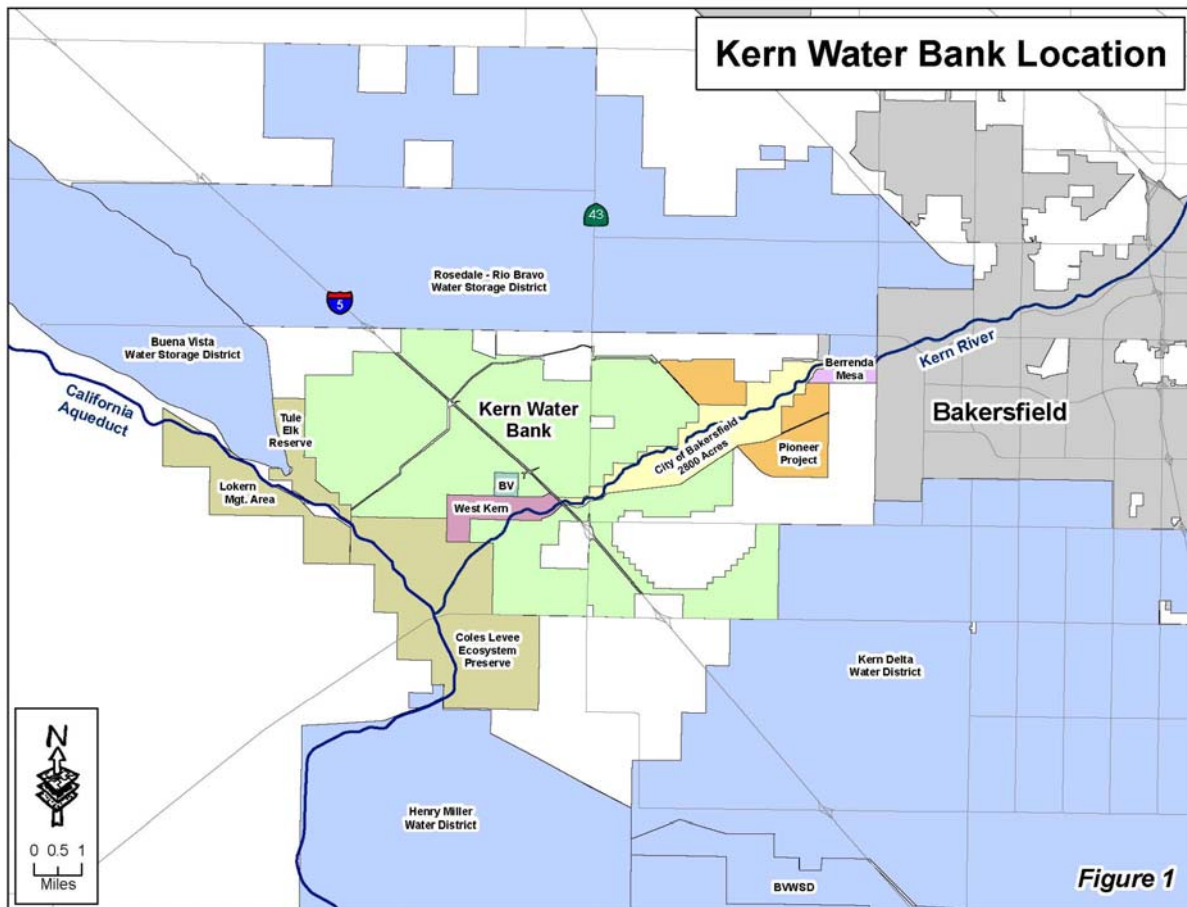 Kern Water Bank Location
43
Rosedale - Rio Bravo
Water Storage District
5
Buena Vista
Water Storage District
California
Aqueduct
Tule
Elk
Reserve
Kern Water
Bank
Berrenda
Mesa
Kern River
Bakersfield
City of Bakersfield
2800 Acres
Pioneer
Project
Lokern
Mgt. Area
BV
West Kern
Coles Levee
Ecosystem
Preserve
Kern Delta
Water District
N
0 0.5 1
Miles
Henry Miller
Water District
BVWSD
Figure 1